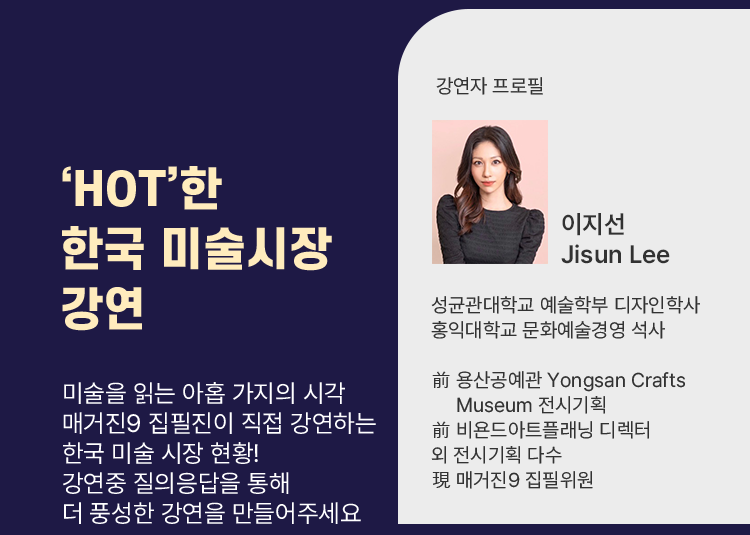 ‘HOT’한
한국 미술시장
강연
미술을 읽는 아홉 가지의 시각
매거진9 집필진이 직접 강연하는
한국 미술 시장 현황!
강연중 질의응답을 통해
더 풍성한 강연을 만들어주세요
강연자 프로필
이지선
Jisun Lee
성균관대학교 예술학부 디자인학사
홍익대학교 문화예술경영 석사
前 용산공예관 Yongsan Crafts
Museum 전시기획
前 비욘드아트플래닝 디렉터
외 전시기획 다수
現 매거진9 집필위원